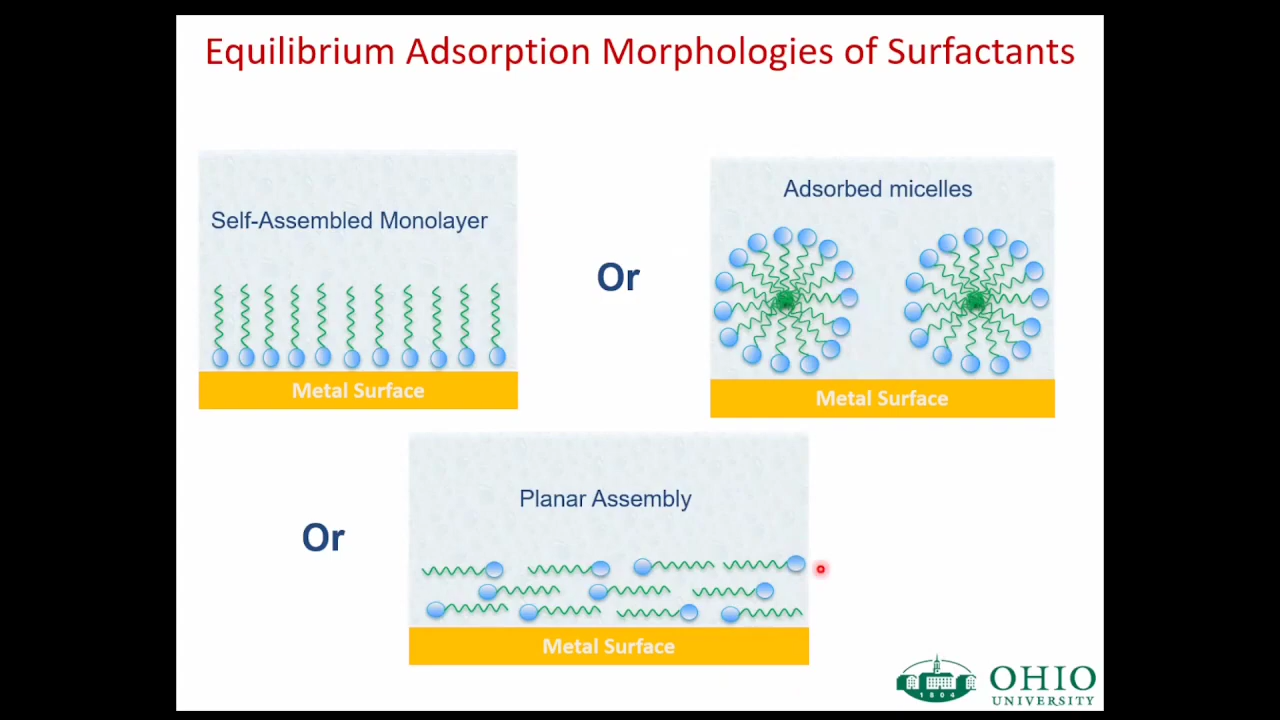 Equilibrium Adsorption Morphologies of Surfactants
Self-Assembled Monolayer
Metal Surface
Or
Adsorbed micelles
Metal Surface
Or
Planar Assembly
Metal Surface
1804
OHIO
UNIVERSITY